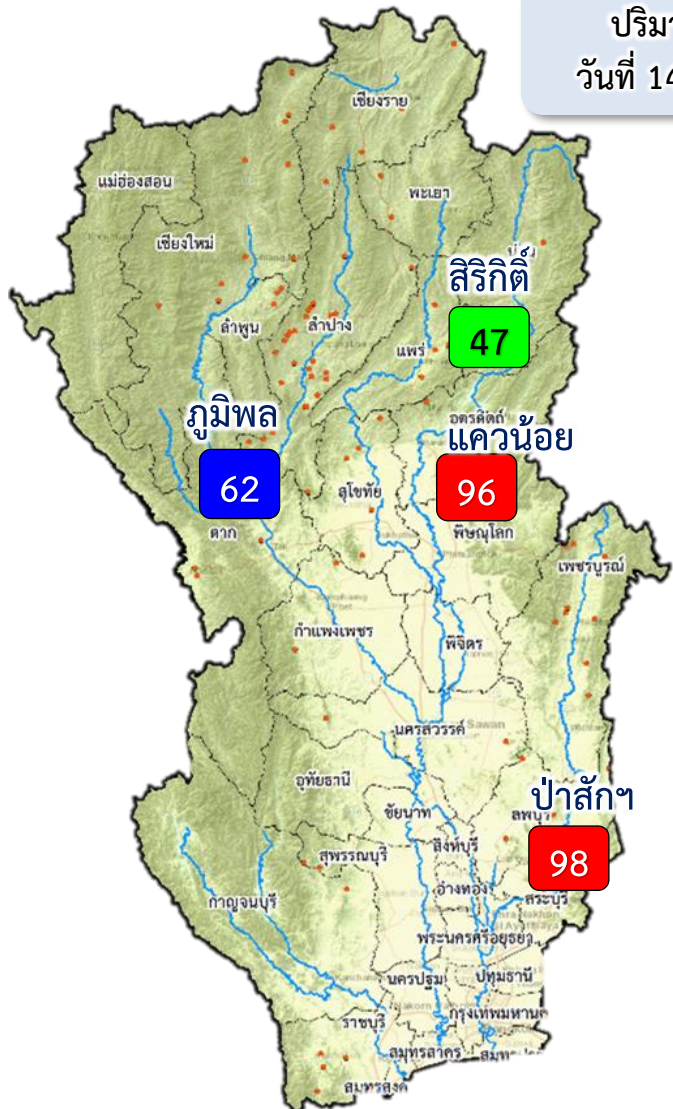 ปริมา
วันที่ 14
เชียงราย
แม่ฮ่องสอน
พะเยา
เชียงใหม่
สิริกิติ์
47
ลำพูน
ลำปาง
แพร่
ภูมิพล
62
อุตรดิตถ์
แควน้อย
96
สุโขทัย
ตาก
พิษณุโลก
เพชรบูรณ์
กำแพงเพชร
พิจิตร
นครสวรรค์
Sawan
อุทัยธานี
ป่าสักฯ
98
ชัยนาท
ลพบุรี
สิงห์บุรี
สุพรรณบุรี
อ่างทอง
สระบุรี
กาญจนบุรี
พระนครศรีอยุธยา
นครปฐม
ปทุมธานี
ราชบุรี
กรุงเทพมหานค
สมุทรสาคร
สมุทรสงค